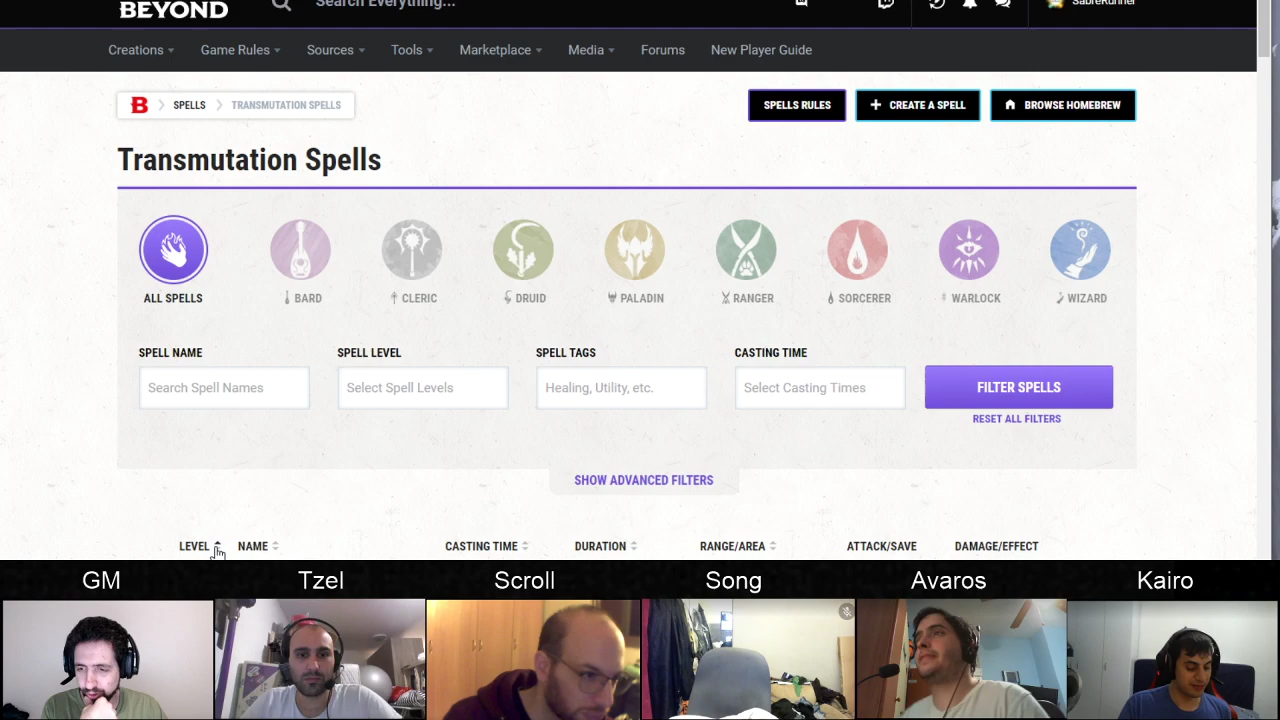 BEYOND
Search Everything...
SabreRunner
Creations Game Rules Sources Tools Marketplace Media Forums New Player Guide
B SPELLS TRANSMUTATION SPELLS
SPELLS RULES + CREATE A SPELL BROWSE HOMEBREW
Transmutation Spells
ALL SPELLS BARD CLERIC DRUID PALADIN RANGER SORCERER WARLOCK WIZARD
SPELL NAME SPELL LEVEL SPELL TAGS CASTING TIME
Search Spell Names Select Spell Levels Healing, Utility, etc. Select Casting Times FILTER SPELLS
RESET ALL FILTERS
SHOW ADVANCED FILTERS
LEVEL NAME CASTING TIME DURATION RANGE/AREA ATTACK/SAVE DAMAGE/EFFECT
GM Tzel Scroll Song Avaros Kairo